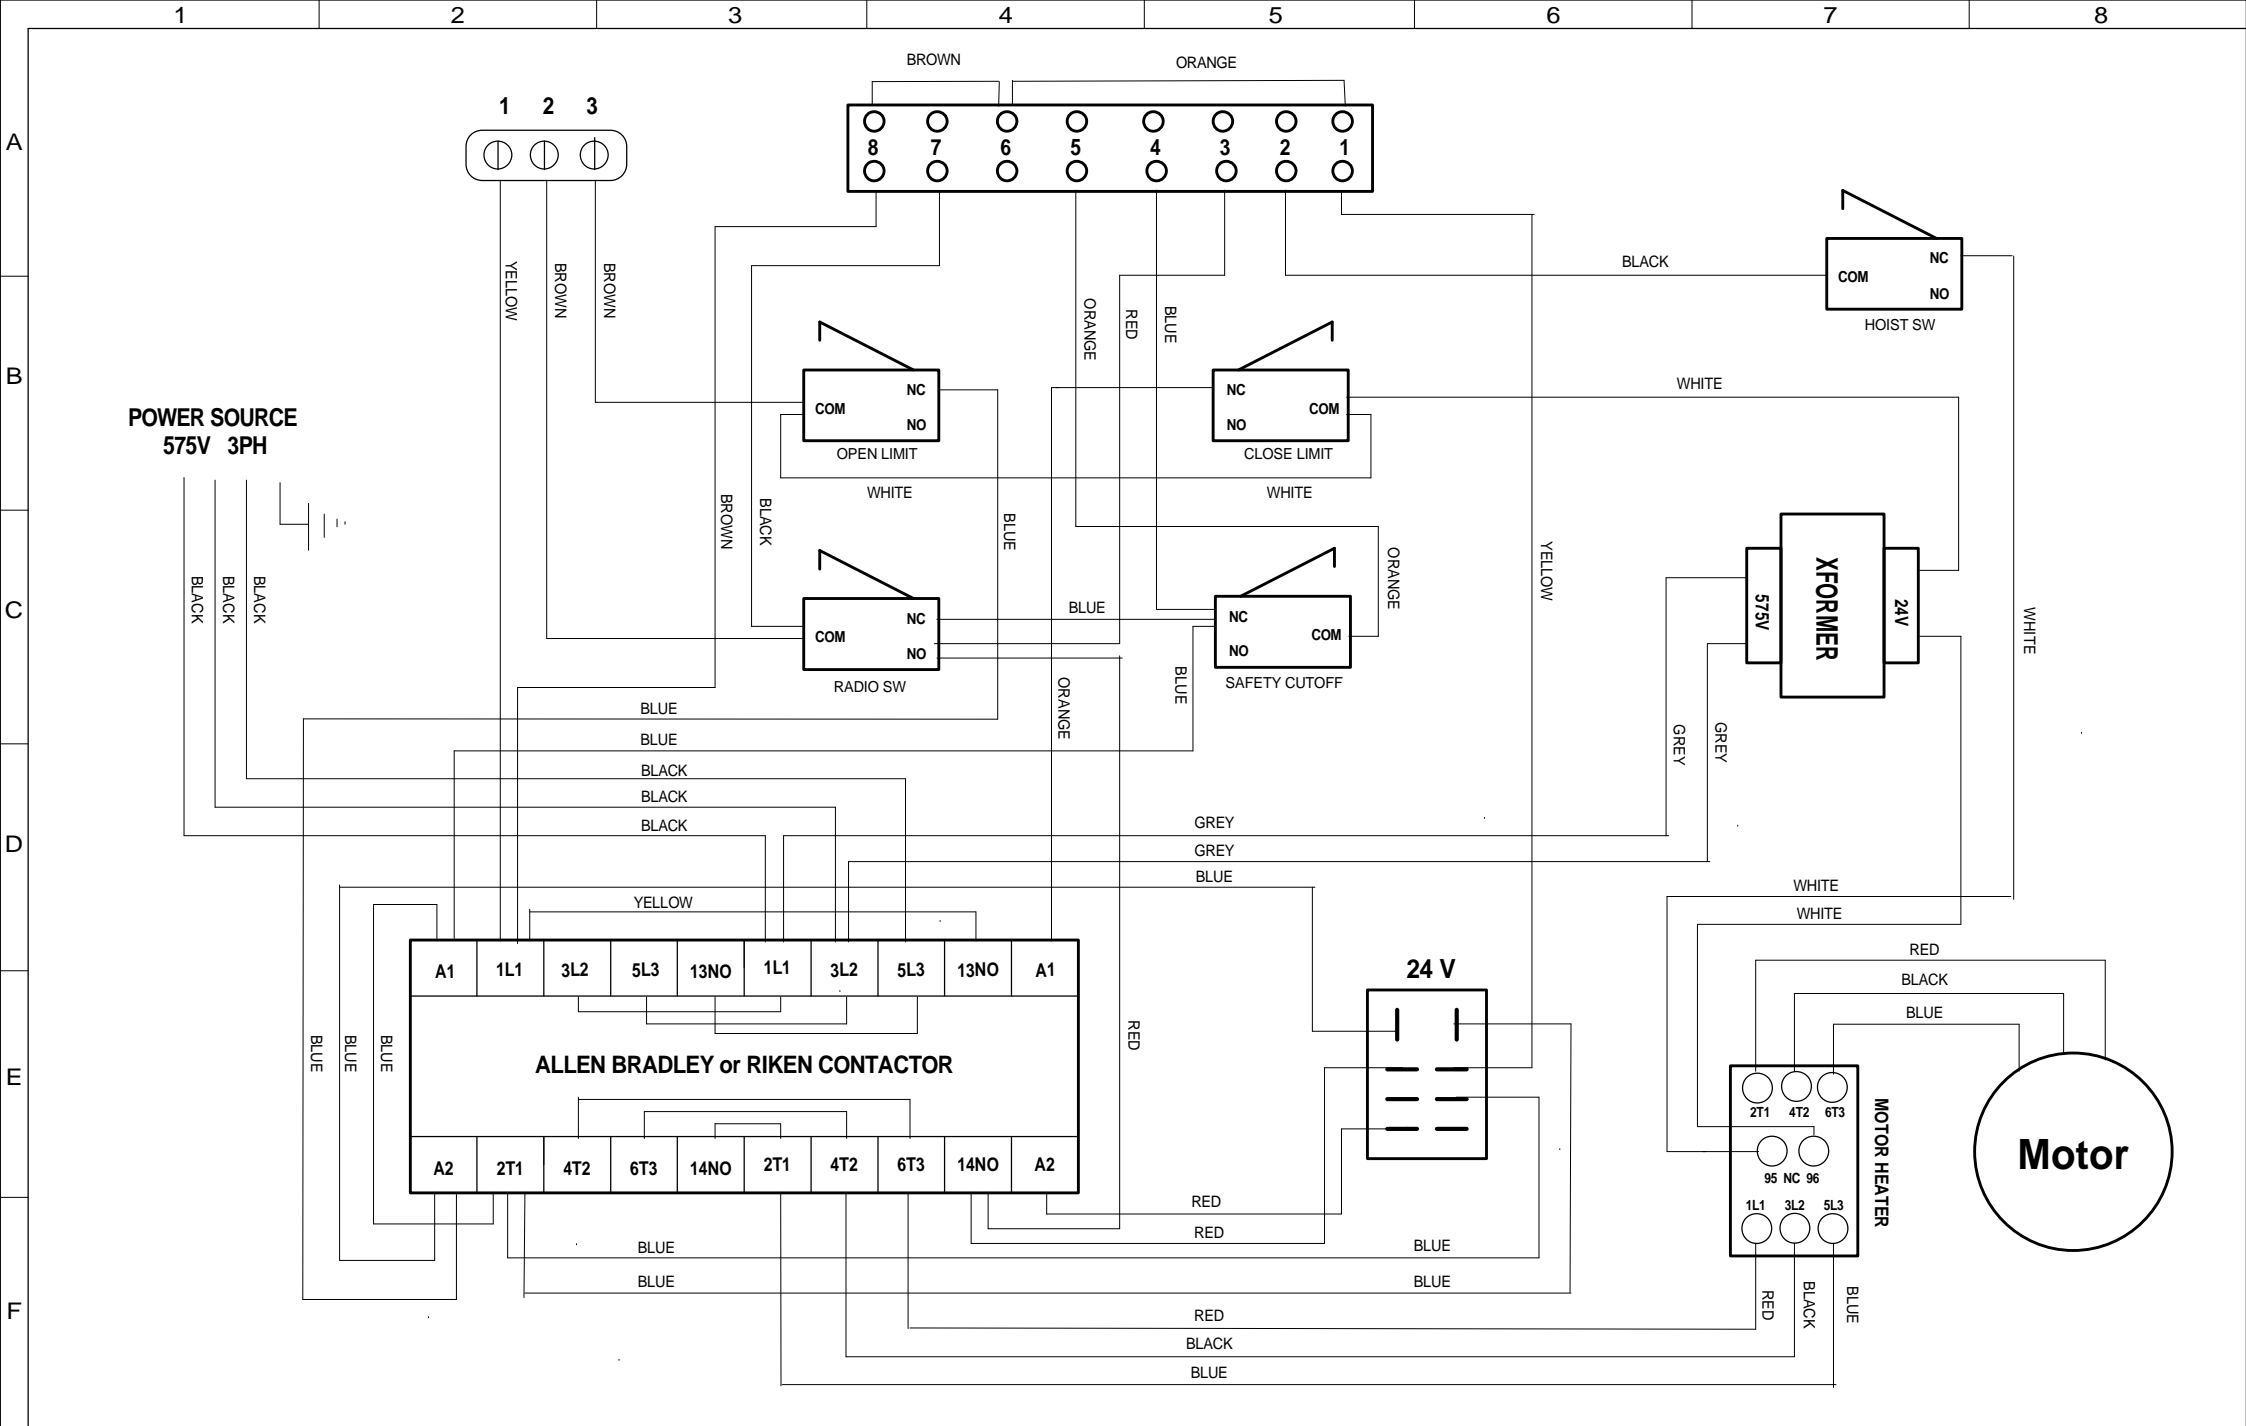 1 2 3 4 5 6 7 8
BROWN ORANGE
1 2 3
A
8 7 6 5 4 3 2 1
NC
BLACK
COM
NO
YELLOW BROWN BROWN
ORANGE RED BLUE
HOIST SW
B
NC NC WHITE
COM COM
NO NO
POWER SOURCE
575V 3PH
OPEN LIMIT CLOSE LIMIT
WHITE WHITE
BROWN BLACK BLUE
BLACK BLACK BLACK
ORANGE YELLOW
575V XFORMER 24V
WHITE
C
BLUE
NC NC
COM COM
NO NO
RADIO SW SAFETY CUTOFF
BLUE
ORANGE
BLUE
GREY GREY
BLUE
BLACK
BLACK
BLACK GREY
D
GREY
BLUE
WHITE
YELLOW
WHITE
RED
A1 1L1 3L2 5L3 13NO 1L1 3L2 5L3 13NO A1
24 V
BLACK
BLUE
RED
BLUE BLUE BLUE
ALLEN BRADLEY or RIKEN CONTACTOR
E
2T1 4T2 6T3
MOTOR HEATER
Motor
A2 2T1 4T2 6T3 14NO 2T1 4T2 6T3 14NO A2
95 NC 96
RED
1L1 3L2 5L3
RED
BLUE BLUE
BLUE BLUE
RED BLACK BLUE
F
RED
BLACK
BLUE